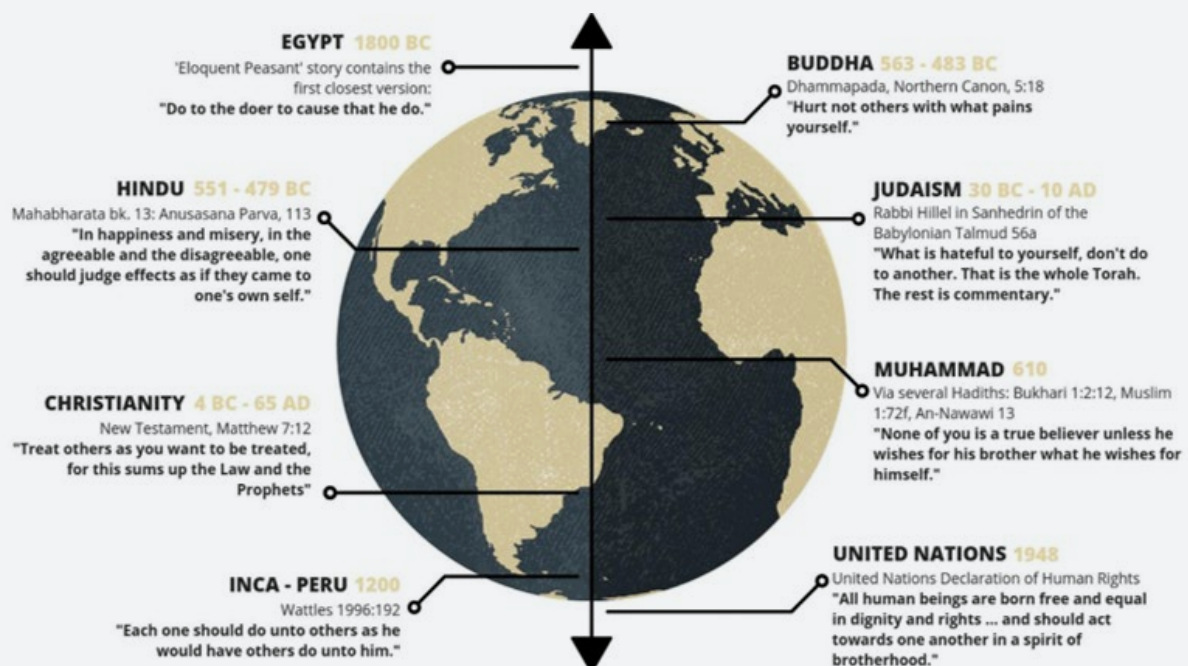 EGYPT 1800 BC
'Eloquent Peasant' story contains the
first closest version:
"Do to the doer to cause that he do."
BUDDHA 563 - 483 BC
Dhammapada, Northern Canon, 5:18
"Hurt not others with what pains
yourself."
HINDU 551 - 479 BC
Mahabharata bk. 13: Anusasana Parva, 113
"In happiness and misery, in the
agreeable and the disagreeable, one
should judge effects as if they came to
one's own self."
JUDAISM 30 BC - 10 AD
Rabbi Hillel in Sanhedrin of the
Babylonian Talmud 56a
"What is hateful to yourself, don't do
to another. That is the whole Torah.
The rest is commentary."
CHRISTIANITY 4 BC - 65 AD
New Testament, Matthew 7:12
"Treat others as you want to be treated,
for this sums up the Law and the
Prophets"
MUHAMMAD 610
Via several Hadiths: Bukhari 1:2:12, Muslim
1:72f, An-Nawawi 13
"None of you is a true believer unless he
wishes for his brother what he wishes for
himself."
INCA - PERU 1200
Wattles 1996:192
"Each one should do unto others as he
would have others do unto him."
UNITED NATIONS 1948
United Nations Declaration of Human Rights
"All human beings are born free and equal
in dignity and rights ... and should act
towards one another in a spirit of
brotherhood."